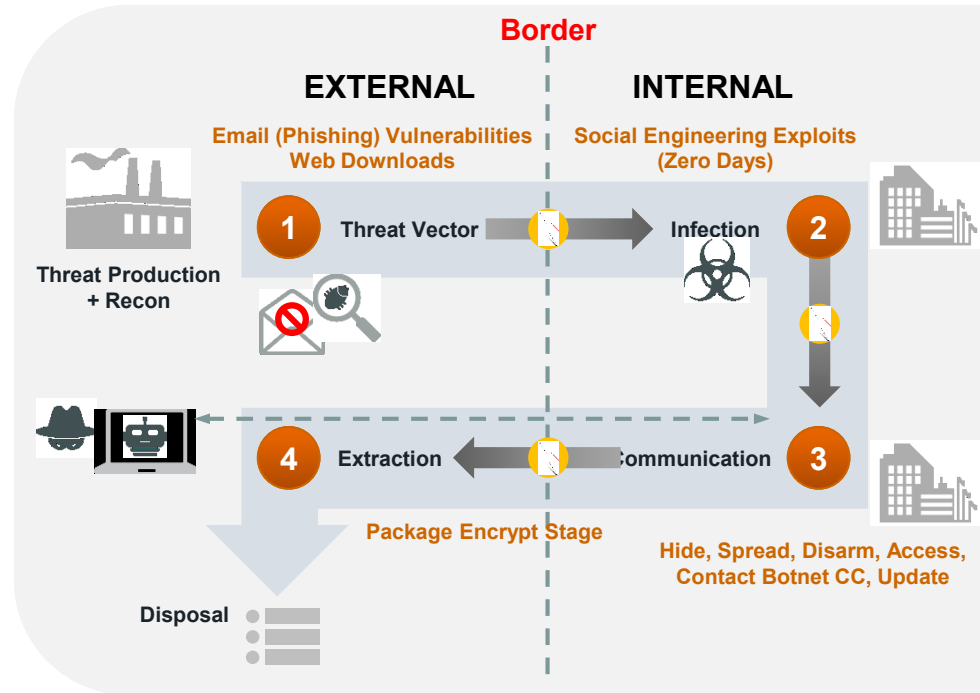 Border
EXTERNAL
INTERNAL
Email (Phishing) Vulnerabilities
Web Downloads
Social Engineering Exploits
(Zero Days)
1
Threat Vector
Infection
2
Threat Production
+ Recon
4
Extraction
Communication
3
Package Encrypt Stage
Hide, Spread, Disarm, Access,
Contact Botnet CC, Update
Disposal